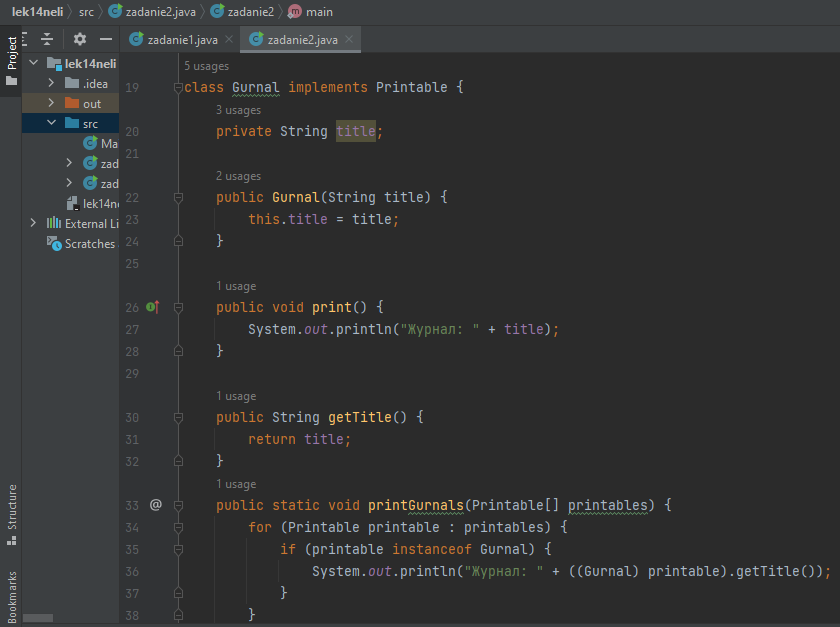 lek14neli src zadanie2.java zadanie2 main
zadanie1.java zadanie2.java
Project
lek14neli
.idea
out
src
Ma
zad
zad
lek14ne
External Li
Scratches
Structure
Bookmarks
5 usages
19 class Gurnal implements Printable {
3 usages
20 private String title;
21
2 usages
22 public Gurnal(String title) {
23 this.title = title;
24 }
25
1 usage
26 public void print() {
27 System.out.println("Журнал: " + title);
28 }
29
1 usage
30 public String getTitle() {
31 return title;
32 }
1 usage
33 @ public static void printGurnals(Printable[] printables) {
34 for (Printable printable : printables) {
35 if (printable instanceof Gurnal) {
36 System.out.println("Журнал: " + ((Gurnal) printable).getTitle());
37 }
38 }